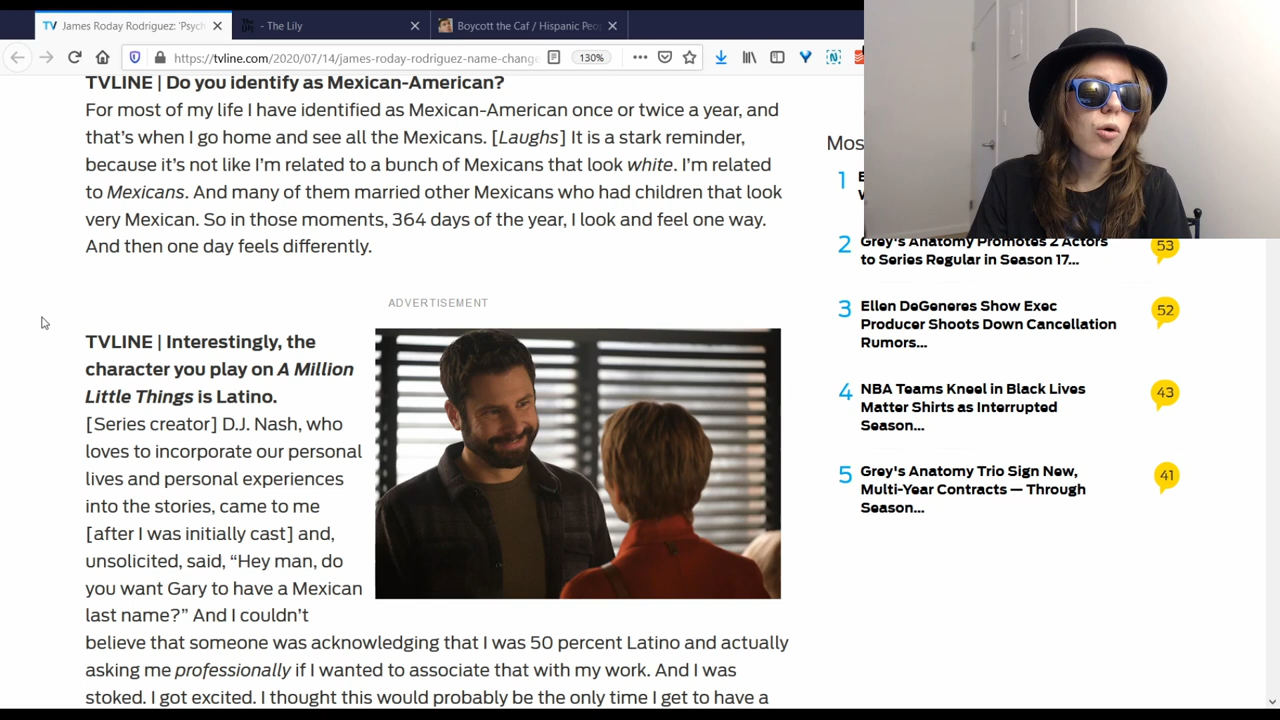 James Roday Rodriguez: 'Psych
- The Lily
Boycott the Caf / Hispanic Peo
https://tvline.com/2020/07/14/james-roday-rodriguez-name-change
130%
TVLINE | Do you identify as Mexican-American?
For most of my life I have identified as Mexican-American once or twice a year, and
that's when I go home and see all the Mexicans. [Laughs] It is a stark reminder,
because it's not like I'm related to a bunch of Mexicans that look white. I'm related
to Mexicans. And many of them married other Mexicans who had children that look
very Mexican. So in those moments, 364 days of the year, I look and feel one way.
And then one day feels differently.
ADVERTISEMENT
TVLINE | Interestingly, the
character you play on A Million
Little Things is Latino.
[Series creator] D.J. Nash, who
loves to incorporate our personal
lives and personal experiences
into the stories, came to me
[after I was initially cast] and,
unsolicited, said, “Hey man, do
you want Gary to have a Mexican
last name?” And I couldn't
believe that someone was acknowledging that I was 50 percent Latino and actually
asking me professionally if I wanted to associate that with my work. And I was
stoked. I got excited. I thought this would probably be the only time I get to have a
Mos
1
2 Grey's Anatomy Promotes 2 Actors
to Series Regular in Season 17...
53
3 Ellen DeGeneres Show Exec
Producer Shoots Down Cancellation
Rumors...
52
4 NBA Teams Kneel in Black Lives
Matter Shirts as Interrupted
Season...
43
5 Grey's Anatomy Trio Sign New,
Multi-Year Contracts — Through
Season...
41